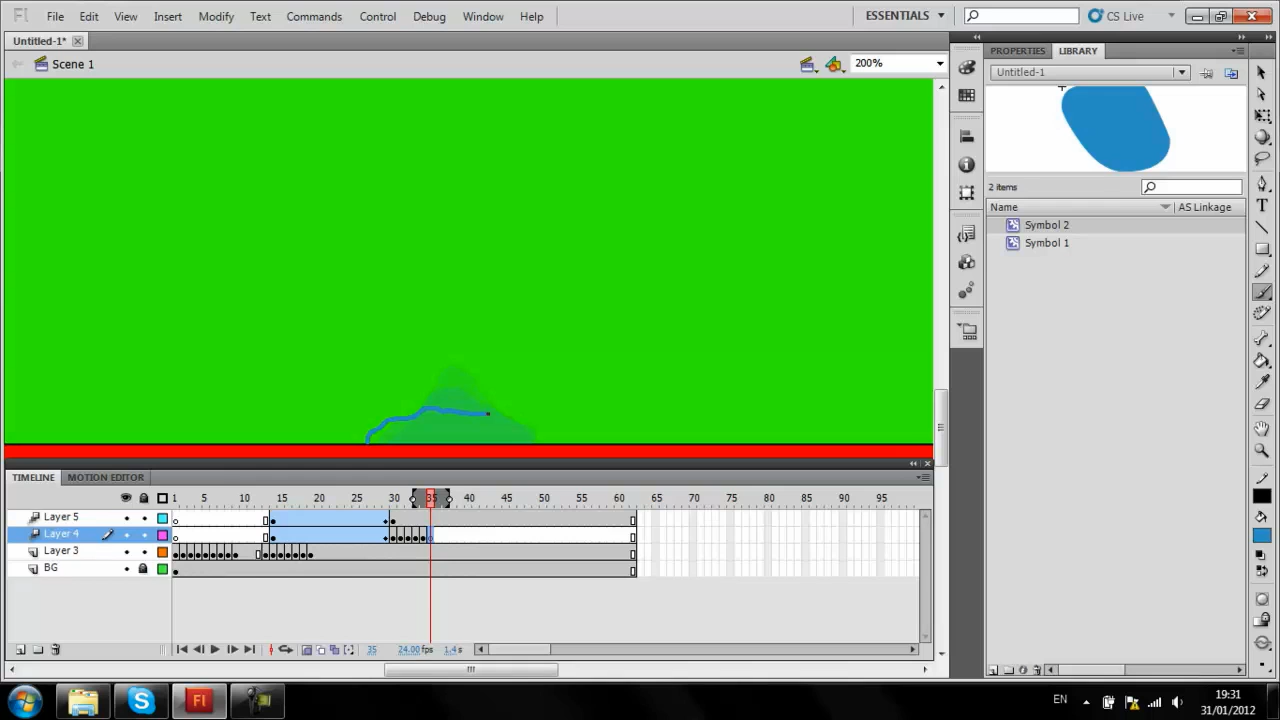 Fl File Edit View Insert Modify Text Commands Control Debug Window Help ESSENTIALS CS Live
Untitled-1*
Scene 1 200%
PROPERTIES LIBRARY
Untitled-1
2 items
Name AS Linkage
Symbol 2
Symbol 1
TIMELINE MOTION EDITOR
1 5 10 15 20 25 30 35 40 45 50 55 60 65 70 75 80 85 90 95
Layer 5
Layer 4
Layer 3
BG
35 24.00 fps 1.4 s
Fl EN 19:31
31/01/2012